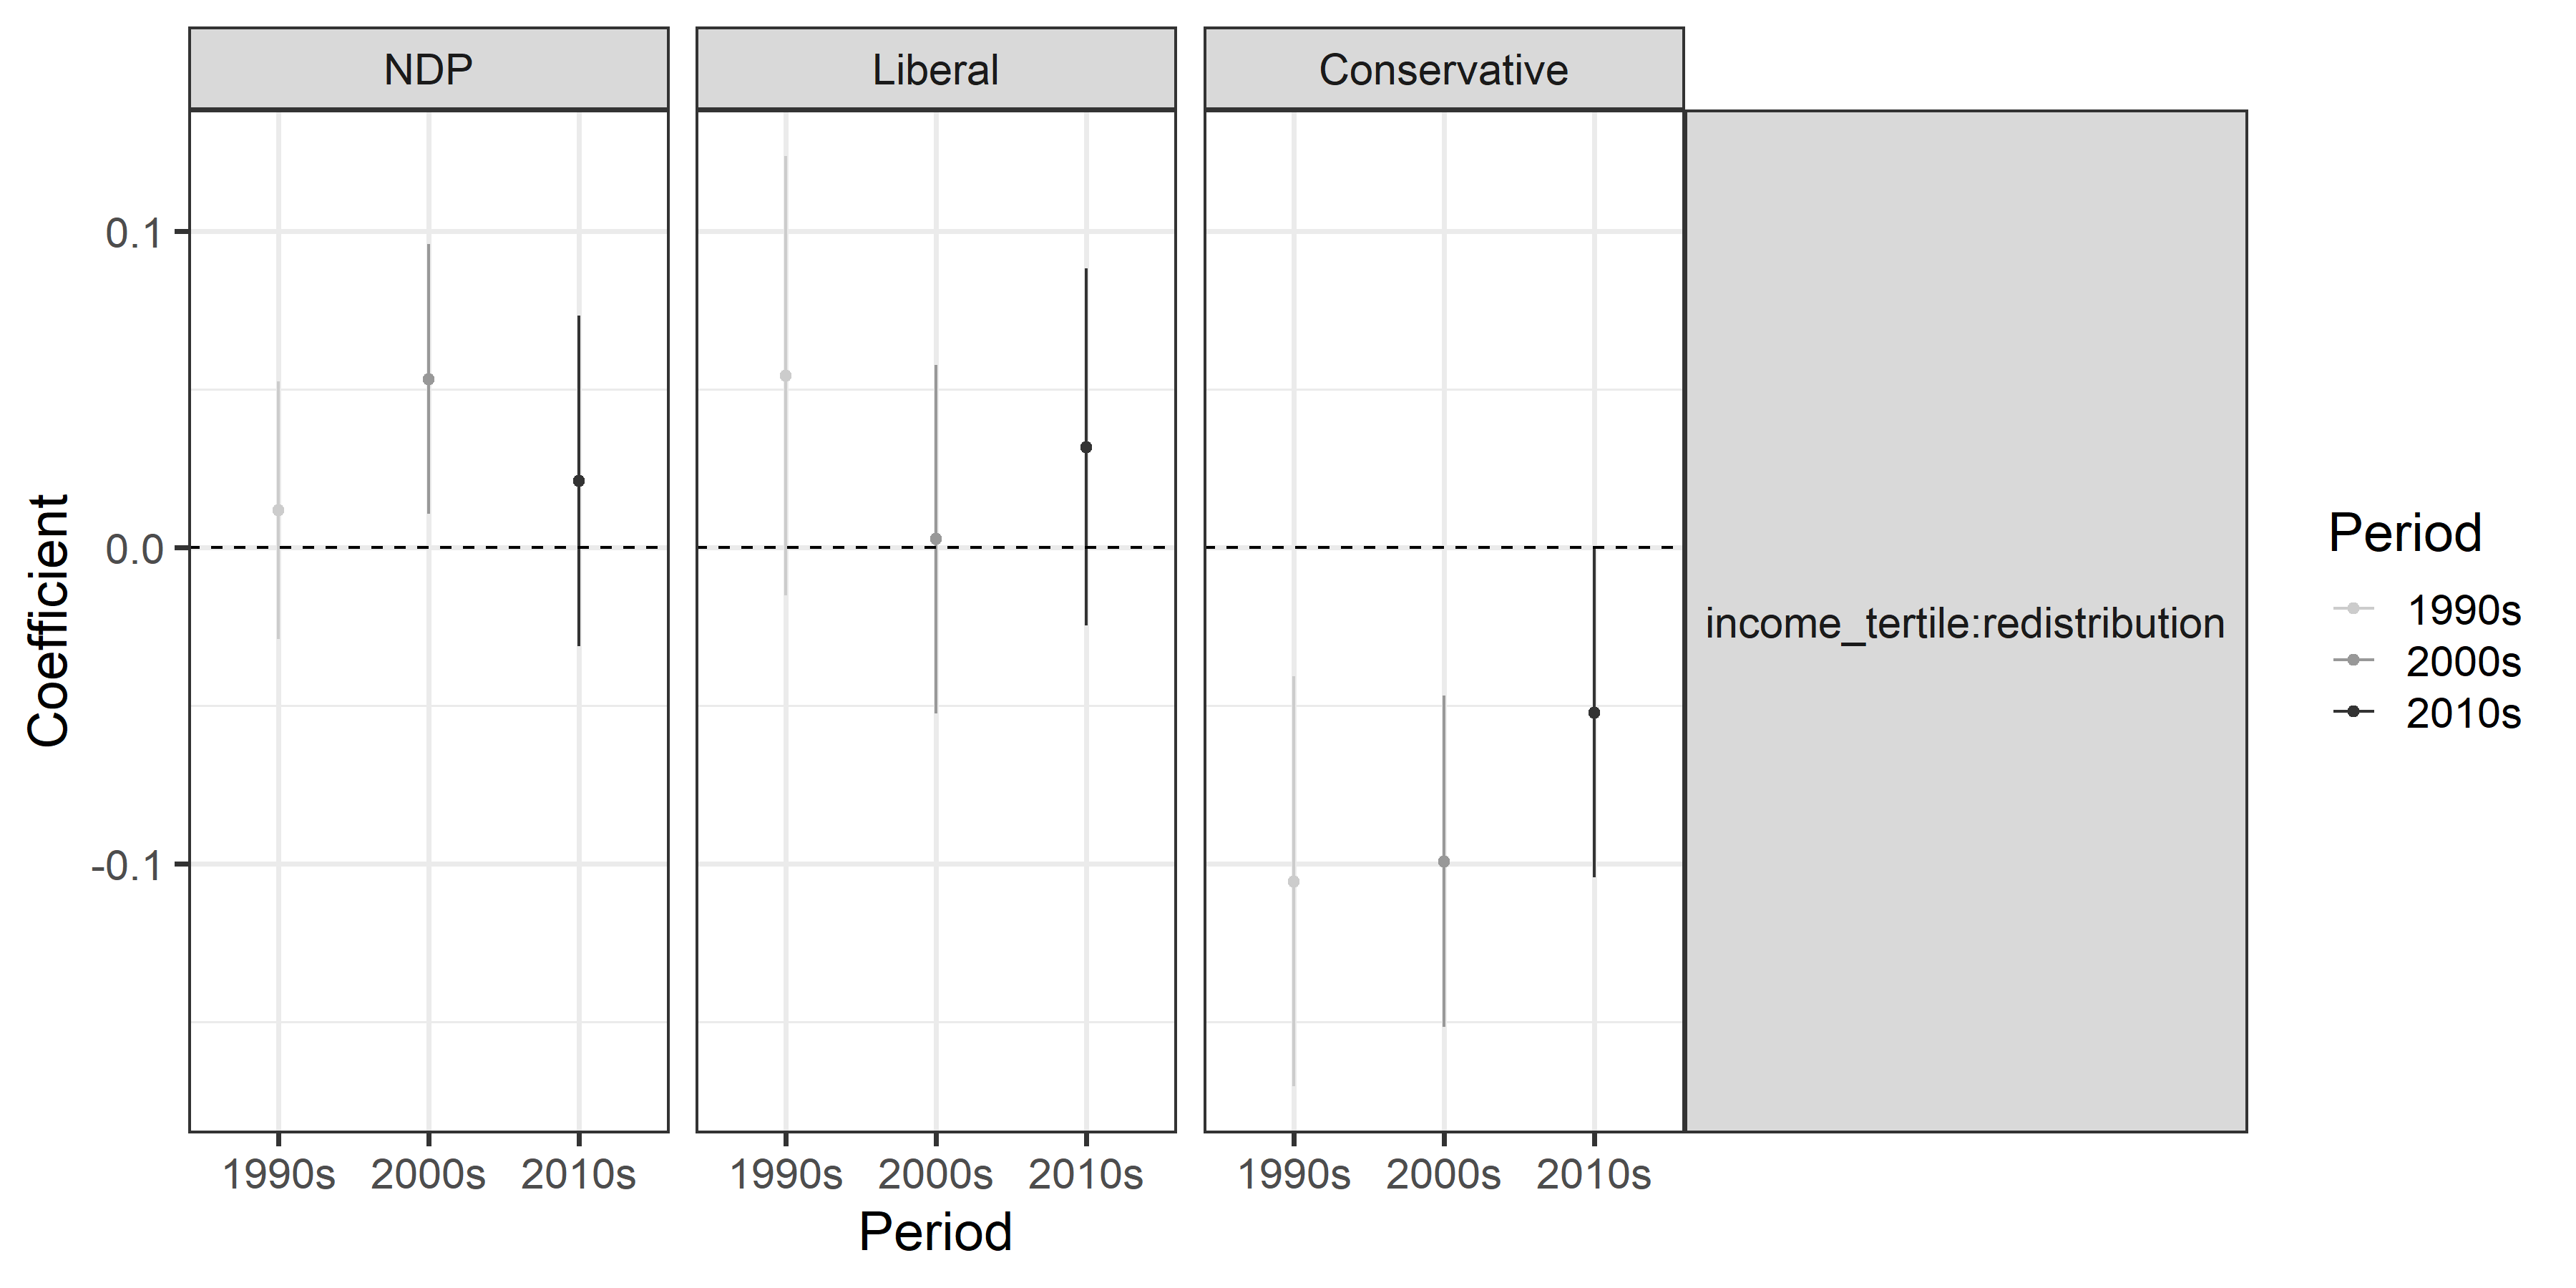 NDP Liberal Conservative
0.1
0.0
-0.1
Coefficient
income_tertile:redistribution
Period
1990s
2000s
2010s
1990s 2000s 2010s 1990s 2000s 2010s 1990s 2000s 2010s
Period